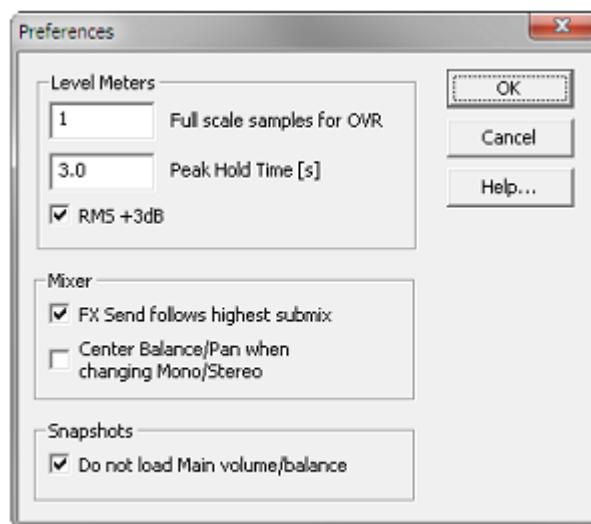 Preferences
Level Meters
1 Full scale samples for OVR
3.0 Peak Hold Time [s]
RMS +3dB
Mixer
FX Send follows highest submix
Center Balance/Pan when
changing Mono/Stereo
Snapshots
Do not load Main volume/balance
OK
Cancel
Help...